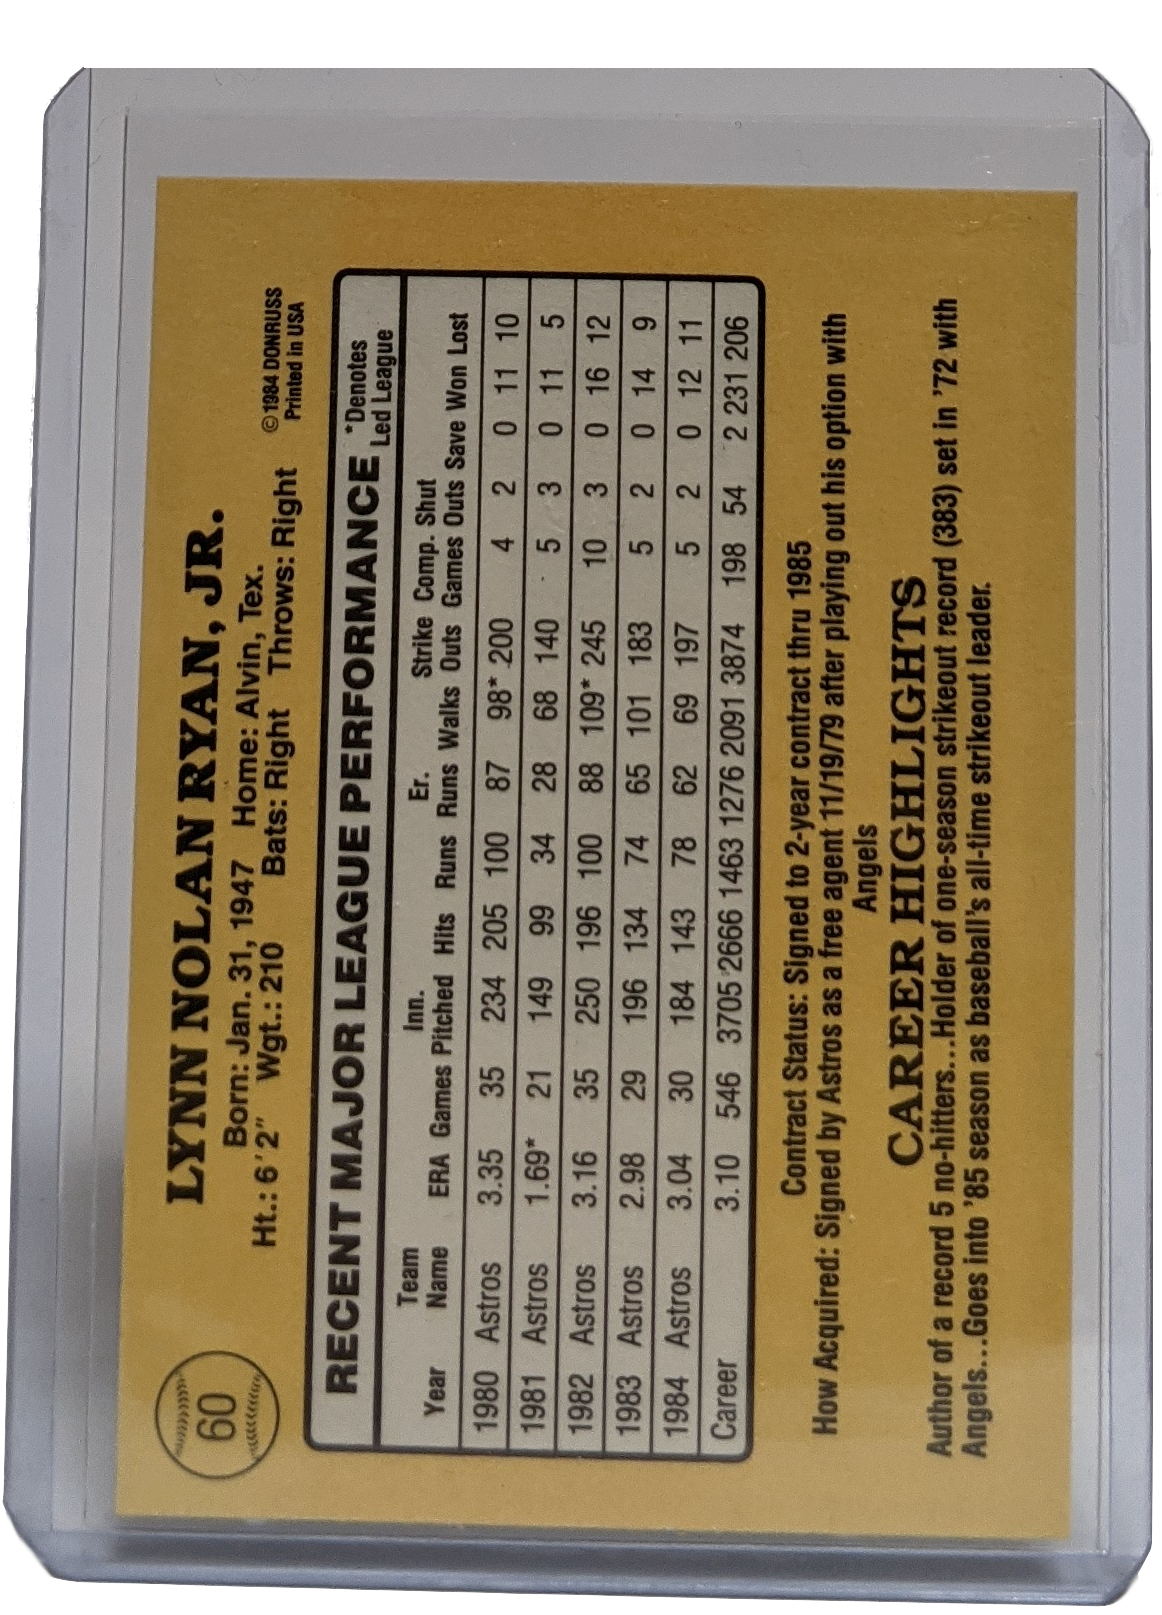 60
LYNN NOLAN RYAN, JR.
Born: Jan. 31, 1947 Home: Alvin, Tex. ©1984 DONRUSS
Ht.: 6'2" Wgt.: 210 Bats: Right Throws: Right Printed in USA
RECENT MAJOR LEAGUE PERFORMANCE *Denotes Led League
Team Inn. Er. Strike Comp. Shut
Year Name ERA Games Pitched Hits Runs Runs Walks Outs Games Outs Save Won Lost
1980 Astros 3.35 35 234 205 100 87 98* 200 4 2 0 11 10
1981 Astros 1.69* 21 149 99 34 28 68 140 5 3 0 11 5
1982 Astros 3.16 35 250 196 100 88 109* 245 10 3 0 16 12
1983 Astros 2.98 29 196 134 74 65 101 183 5 2 0 14 9
1984 Astros 3.04 30 184 143 78 62 69 197 5 2 0 12 11
Career 3.10 546 3705 2666 1463 1276 2091 3874 198 54 2 231 206
Contract Status: Signed to 2-year contract thru 1985
How Acquired: Signed by Astros as a free agent 11/19/79 after playing out his option with
Angels
CAREER HIGHLIGHTS
Author of a record 5 no-hitters...Holder of one-season strikeout record (383) set in '72 with
Angels...Goes into '85 season as baseball's all-time strikeout leader.